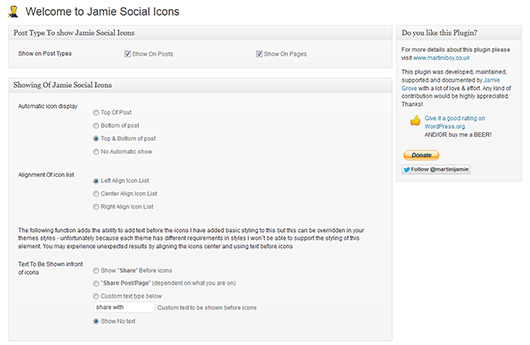 Welcome to Jamie Social Icons
Post Type To show Jamie Social Icons
Show on Post Types
Show On Posts
Show On Pages
Showing Of Jamie Social Icons
Automatic icon display
Top Of Post
Bottom of post
Top & Bottom of post
No Automatic show
Alignment Of icon list
Left Align Icon List
Center Align Icon List
Right Align Icon List
The following function adds the ability to add text before the icons I have added basic styling to this but this can be overridden in your
themes styles - unfortunately because each theme has different requirements in styles I won't be able to support the styling of
this element. You may experience unexpected results by aligning the icons center and using text before icons
Text To Be Shown infront
of icons
Show "Share" Before icons
"Share Post/Page" (dependent on what you are on)
Custom text type below
share with
Custom text to be shown before icons
Show No text
Do you like this Plugin?
For more details about this plugin please
visit www.martiniboy.co.uk
This plugin was developed, maintained,
supported and documented by Jamie
Grove with a lot of love & effort. Any kind of
contribution would be highly appreciated.
Thanks!
Give it a good rating on
WordPress.org
AND/OR buy me a BEER!
Donate
Follow @martinijamie